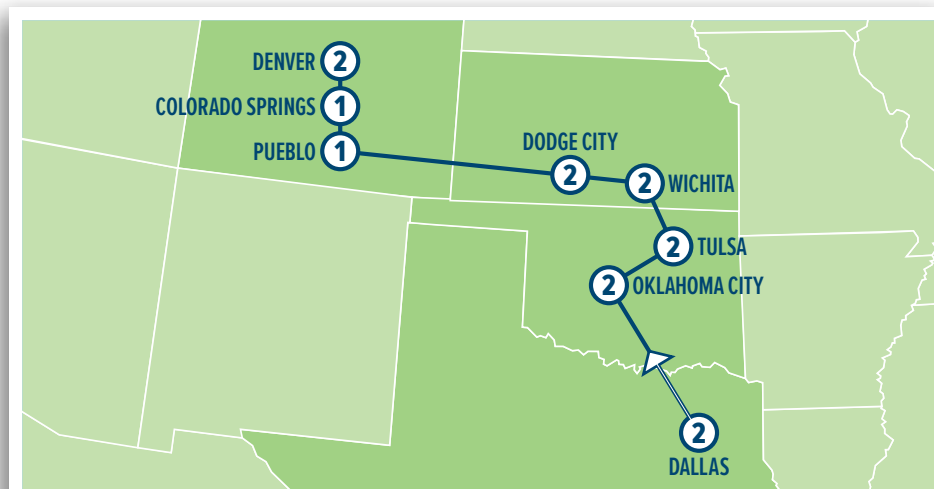 DENVER 2
COLORADO SPRINGS 1
PUEBLO 1
DODGE CITY
2
2 WICHITA
2 TULSA
2 OKLAHOMA CITY
2
DALLAS